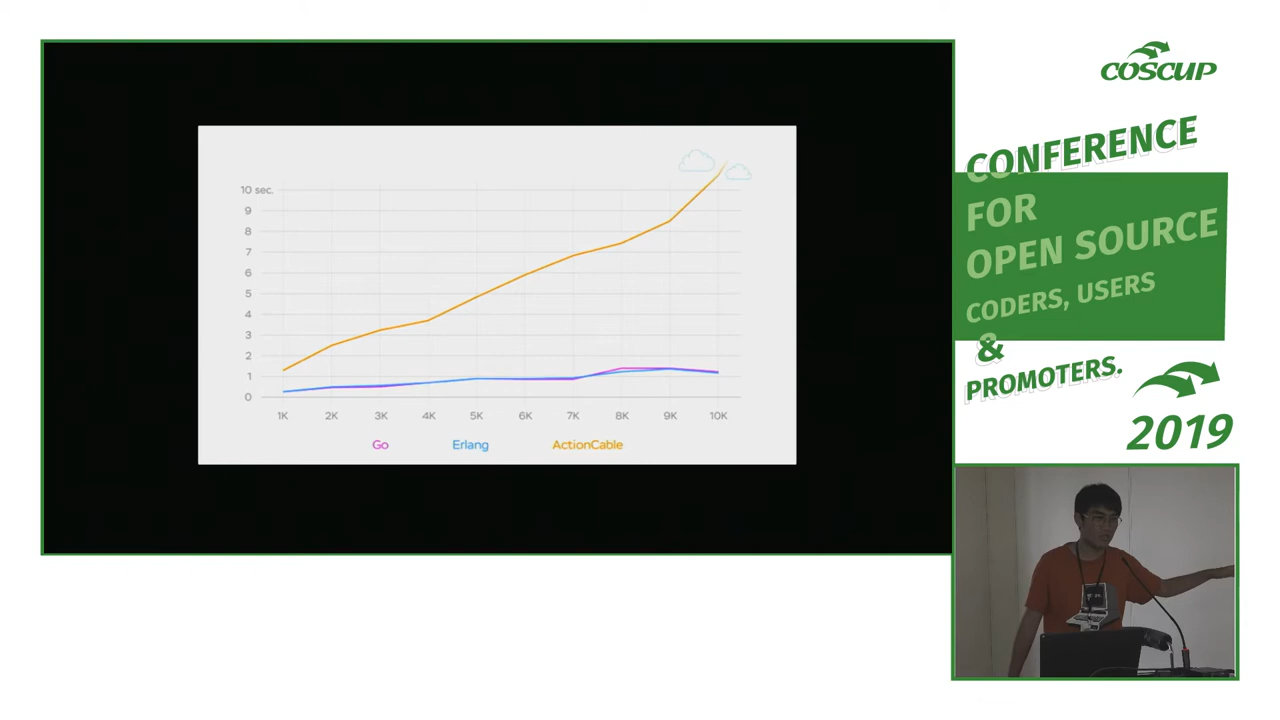 10 sec.
9
8
7
6
5
4
3
2
1
0
1K 2K 3K 4K 5K 6K 7K 8K 9K 10K
Go Erlang ActionCable
COSCUP
CONFERENCE
FOR
OPEN SOURCE
CODERS, USERS
&
PROMOTERS.
2019